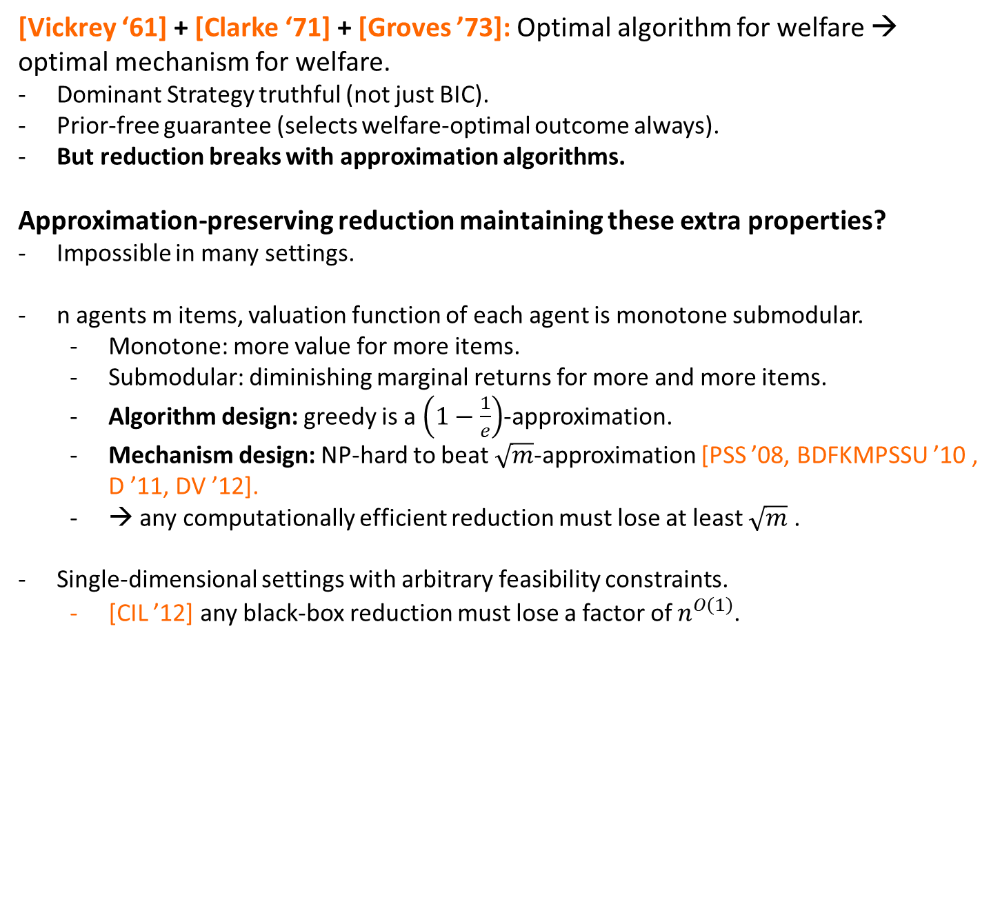 [Vickrey ‘61] + [Clarke ‘71] + [Groves ’73]: Optimal algorithm for welfare →
optimal mechanism for welfare.
- Dominant Strategy truthful (not just BIC).
- Prior-free guarantee (selects welfare-optimal outcome always).
- But reduction breaks with approximation algorithms.
Approximation-preserving reduction maintaining these extra properties?
- Impossible in many settings.
- n agents m items, valuation function of each agent is monotone submodular.
- Monotone: more value for more items.
- Submodular: diminishing marginal returns for more and more items.
- Algorithm design: greedy is a (1 − 1/e)-approximation.
- Mechanism design: NP-hard to beat √m-approximation [PSS ’08, BDFKMPSSU ’10 ,
D ’11, DV ’12].
- → any computationally efficient reduction must lose at least √m .
- Single-dimensional settings with arbitrary feasibility constraints.
- [CIL ’12] any black-box reduction must lose a factor of n^O(1).